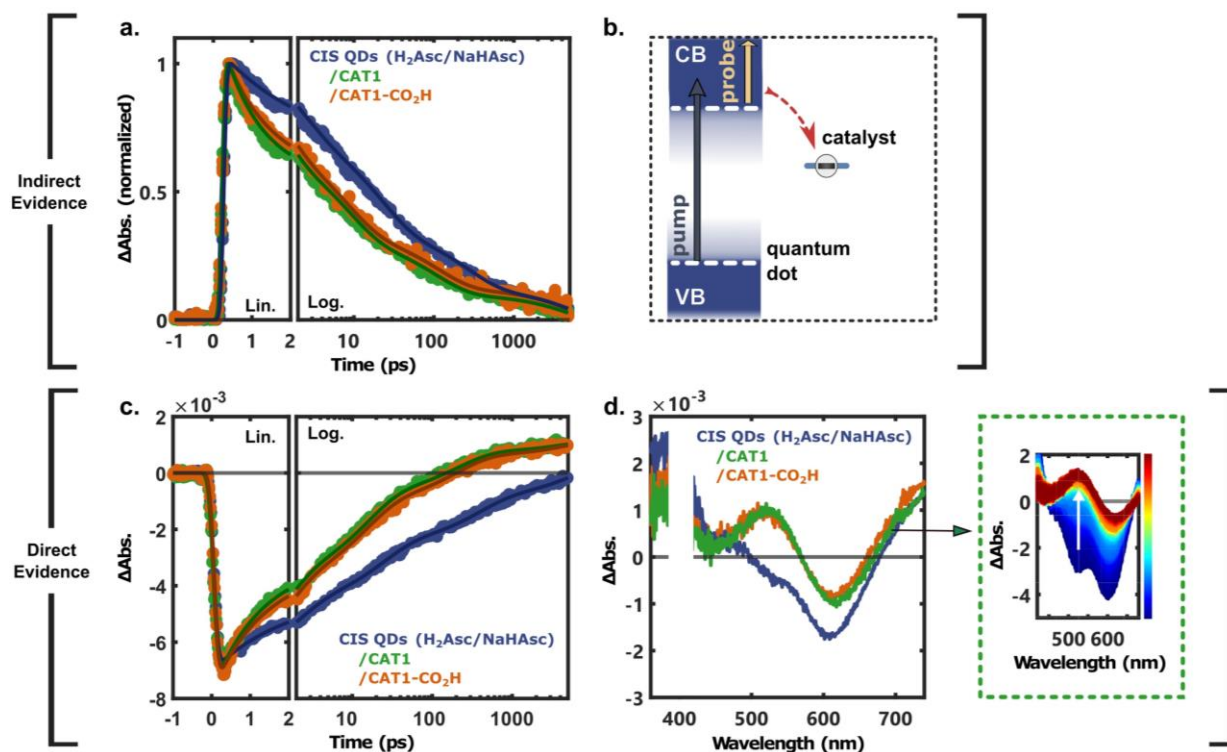 Indirect
Evidence
a.
ΔAbs. (normalized)
1
0.5
0
CIS QDs (H₂Asc/NaHAsc)
/CAT1
/CAT1-CO₂H
Lin.
Log.
-1 0 1 2 10 100 1000
Time (ps)
b.
CB
probe
pump
catalyst
quantum
dot
VB
Direct
Evidence
c.
×10⁻³
ΔAbs.
2
0
-2
-4
-6
-8
Lin.
Log.
CIS QDs (H₂Asc/NaHAsc)
/CAT1
/CAT1-CO₂H
-1 0 1 2 10 100 1000
Time (ps)
d.
×10⁻³
ΔAbs.
3
2
1
0
-1
-2
-3
CIS QDs (H₂Asc/NaHAsc)
/CAT1
/CAT1-CO₂H
400 500 600 700
Wavelength (nm)
ΔAbs.
2
0
-2
-4
500 600
Wavelength (nm)